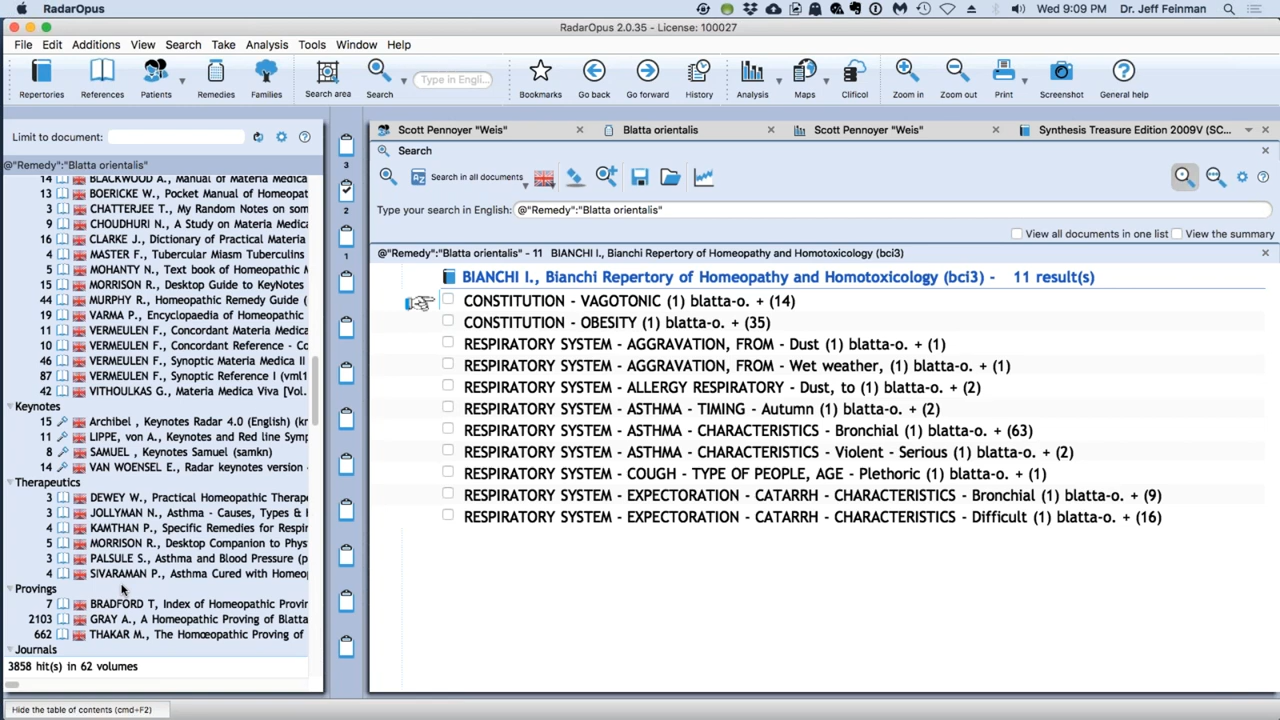 RadarOpus
Wed 9:09 PM Dr. Jeff Feinman
RadarOpus 2.0.35 - License: 100027
File Edit Additions View Search Take Analysis Tools Window Help
Type in Engli...
Repertories References Patients Remedies Families Search area Search Bookmarks Go back Go forward History Analysis Maps Clificol Zoom in Zoom out Print Screenshot General help
Limit to document:
@"Remedy":"Blatta orientalis"
14 BLACKWOOD A., Manual of Materia Medica
13 BOERICKE W., Pocket Manual of Homeopat
3 CHATTERJEE T., My Random Notes on som
9 CHOUDHURI N., A Study on Materia Medic
16 CLARKE J., Dictionary of Practical Materia
4 MASTER F., Tubercular Miasm Tuberculins
5 MOHANTY N., Text book of Homeopathic M
15 MORRISON R., Desktop Guide to KeyNotes
44 MURPHY R., Homeopathic Remedy Guide (
19 VARMA P., Encyclopaedia of Homeopathic
11 VERMEULEN F., Concordant Materia Medica
10 VERMEULEN F., Concordant Reference - Co
46 VERMEULEN F., Synoptic Materia Medica II
87 VERMEULEN F., Synoptic Reference I (vml1
42 VITHOULKAS G., Materia Medica Viva [Vol.
Keynotes
15 Archibel , Keynotes Radar 4.0 (English) (kr
11 LIPPE, von A., Keynotes and Red line Symp
8 SAMUEL , Keynotes Samuel (samkn)
14 VAN WOENSEL E., Radar keynotes version
Therapeutics
3 DEWEY W., Practical Homeopathic Therape
3 JOLLYMAN N., Asthma - Causes, Types & H
4 KAMTHAN P., Specific Remedies for Respir
5 MORRISON R., Desktop Companion to Phys
3 PALSULE S., Asthma and Blood Pressure (p
4 SIVARAMAN P., Asthma Cured with Homeo
Provings
7 BRADFORD T, Index of Homeopathic Provin
2103 GRAY A., A Homeopathic Proving of Blatta
662 THAKAR M., The Homœopathic Proving of
Journals
3858 hit(s) in 62 volumes
Hide the table of contents (cmd+F2)
3
2
1
Scott Pennoyer "Weis" Blatta orientalis Scott Pennoyer "Weis" Synthesis Treasure Edition 2009V (SC...
Search
Search in all documents
Type your search in English: @"Remedy":"Blatta orientalis"
View all documents in one list View the summary
@"Remedy":"Blatta orientalis" - 11 BIANCHI I., Bianchi Repertory of Homeopathy and Homotoxicology (bci3)
BIANCHI I., Bianchi Repertory of Homeopathy and Homotoxicology (bci3) - 11 result(s)
CONSTITUTION - VAGOTONIC (1) blatta-o. + (14)
CONSTITUTION - OBESITY (1) blatta-o. + (35)
RESPIRATORY SYSTEM - AGGRAVATION, FROM - Dust (1) blatta-o. + (1)
RESPIRATORY SYSTEM - AGGRAVATION, FROM - Wet weather, (1) blatta-o. + (1)
RESPIRATORY SYSTEM - ALLERGY RESPIRATORY - Dust, to (1) blatta-o. + (2)
RESPIRATORY SYSTEM - ASTHMA - TIMING - Autumn (1) blatta-o. + (2)
RESPIRATORY SYSTEM - ASTHMA - CHARACTERISTICS - Bronchial (1) blatta-o. + (63)
RESPIRATORY SYSTEM - ASTHMA - CHARACTERISTICS - Violent - Serious (1) blatta-o. + (2)
RESPIRATORY SYSTEM - COUGH - TYPE OF PEOPLE, AGE - Plethoric (1) blatta-o. + (1)
RESPIRATORY SYSTEM - EXPECTORATION - CATARRH - CHARACTERISTICS - Bronchial (1) blatta-o. + (9)
RESPIRATORY SYSTEM - EXPECTORATION - CATARRH - CHARACTERISTICS - Difficult (1) blatta-o. + (16)